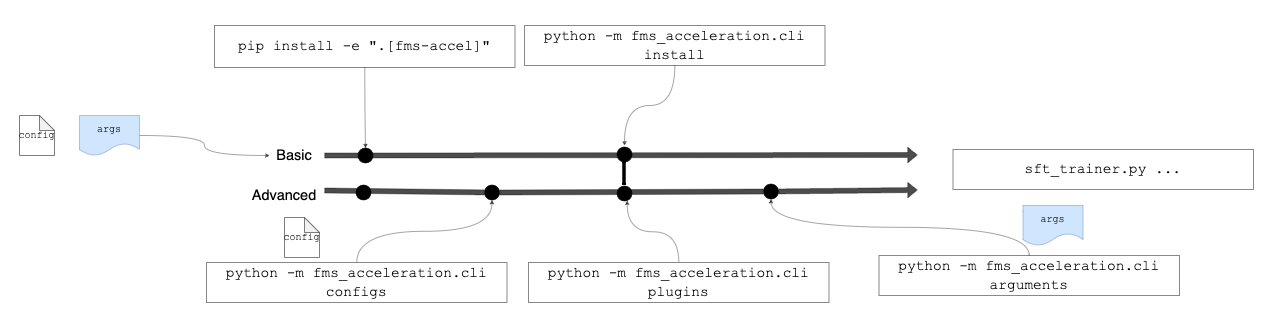 pip install -e ".[fms-accel]"
python -m fms_acceleration.cli
install
config
args
Basic
Advanced
sft_trainer.py ...
config
args
python -m fms_acceleration.cli
configs
python -m fms_acceleration.cli
plugins
python -m fms_acceleration.cli
arguments